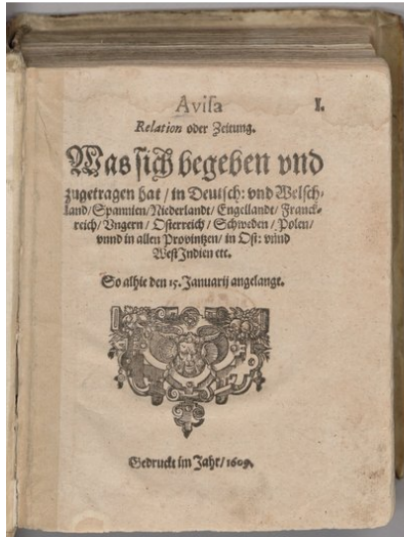 Avisa I.
Relation oder Zeitung.
Was sich begeben vnd
zugetragen hat / in Deutsch: vnd Welsch-
land/Spannien/Niederlandt/Engellandt/Franck-
reich/Vngern/Osterreich/Schweden/Polen/
vnnd in allen Provintzen/in Ost: vnnd
WestIndien etc.
So alhie den 15. Januarij angelangt.
Gedruckt im Jahr/1609.